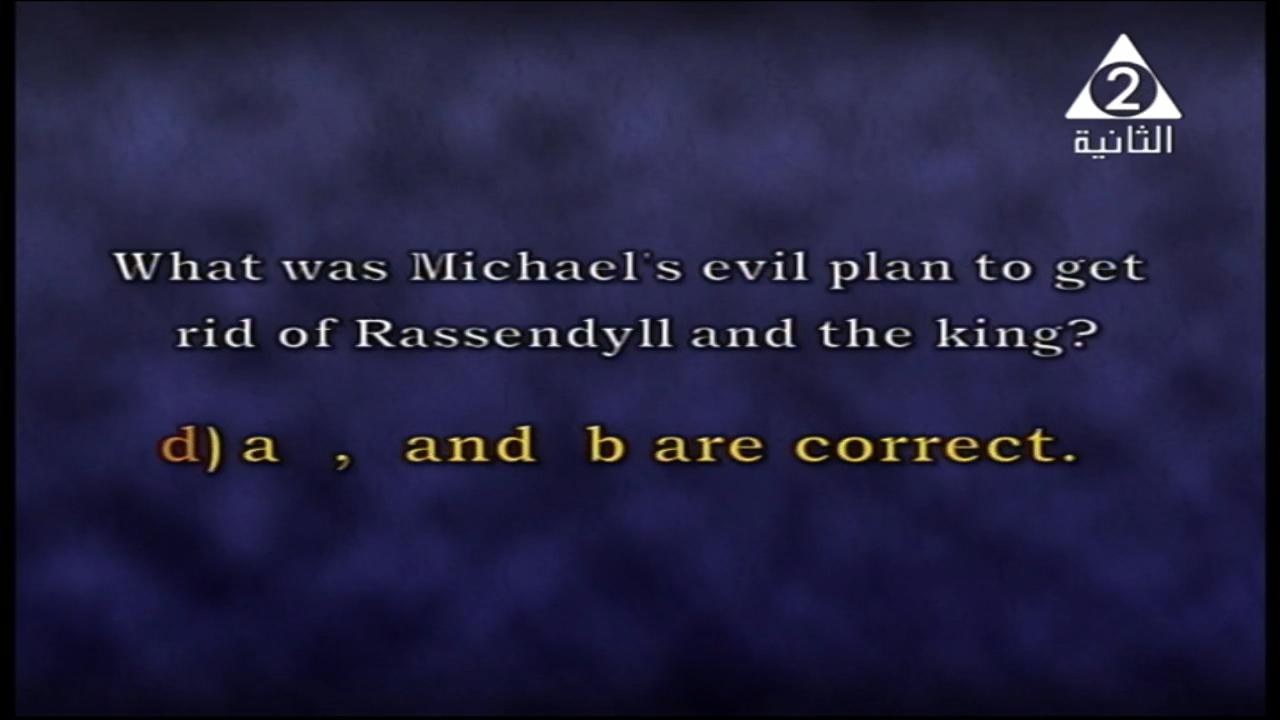 2
الثانية
What was Michael's evil plan to get
rid of Rassendyll and the king?
d) a , and b are correct.